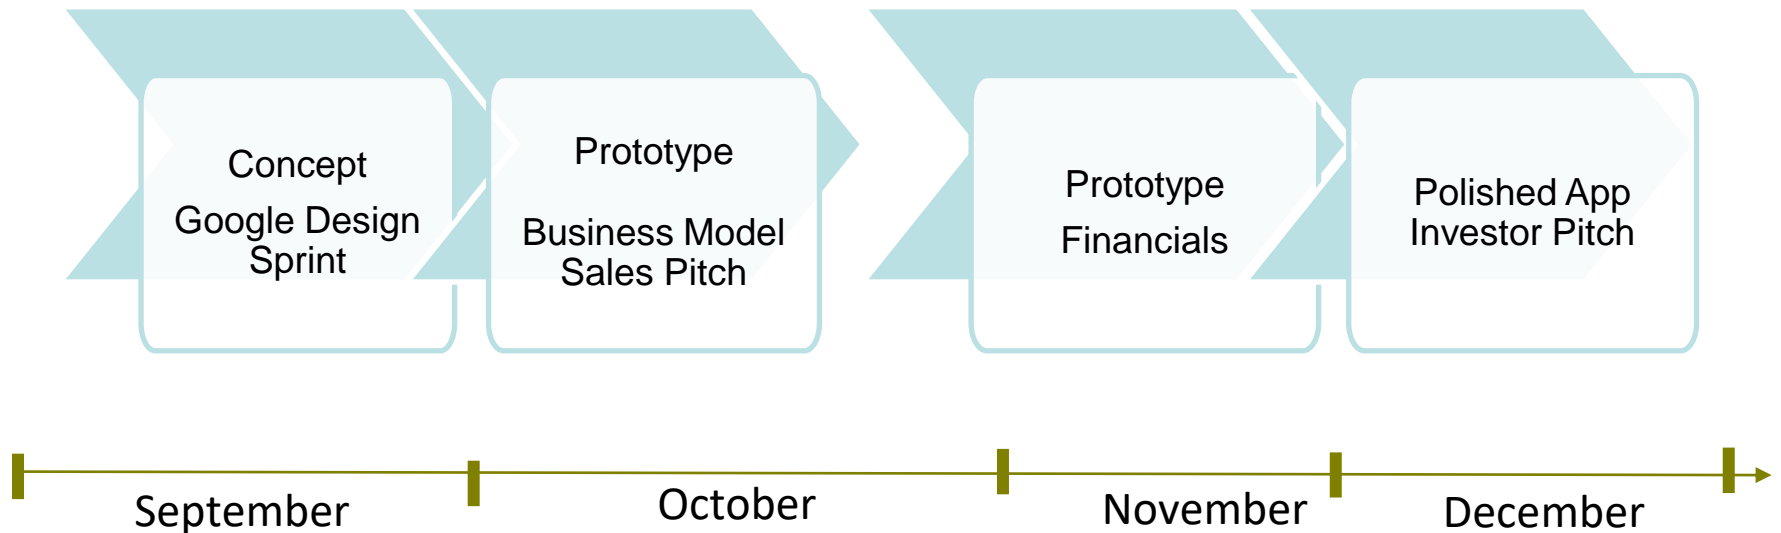 Concept
Google Design
Sprint
Prototype
Business Model
Sales Pitch
Prototype
Financials
Polished App
Investor Pitch
September
October
November
December